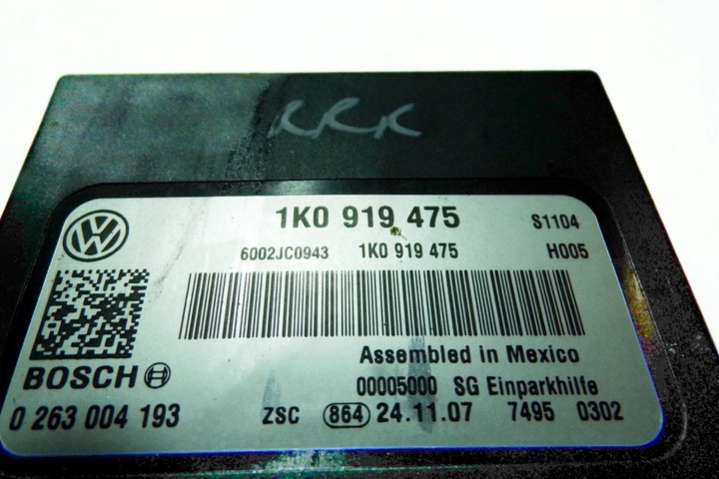 RRK
1K0 919 475 S1104
6002JC0943 1K0 919 475 H005
Assembled in Mexico
BOSCH 00005000 SG Einparkhilfe
0 263 004 193 ZSC 864 24.11.07 7495 0302